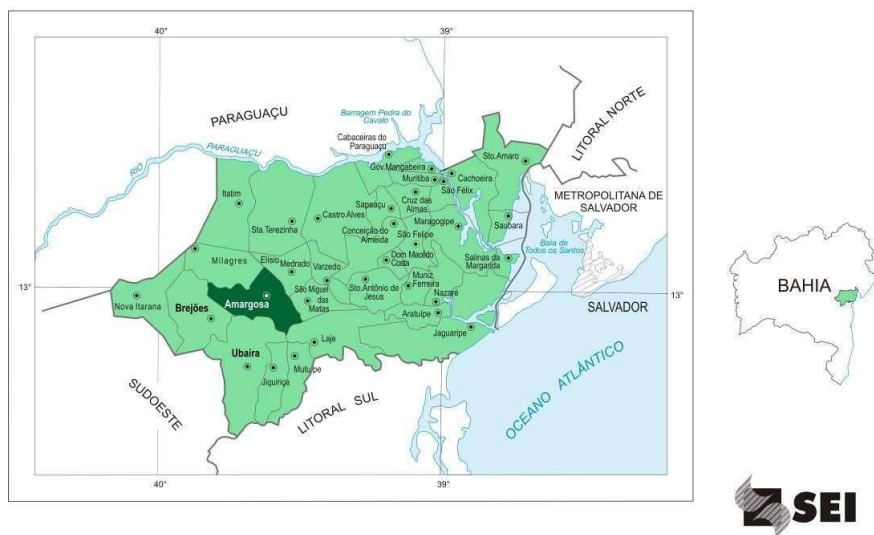 40°
39°
PARAGUAÇU
Barragem Pedra do
Cavalo
Cabaceiras do
Paraguaçu
LITORAL NORTE
RIO
PARAGUAÇU
Gov.Mangabeira
Muritiba
Cachoeira
São Félix
Sto.Amaro
METROPOLITANA DE
SALVADOR
Itatim
Sta.Terezinha
Castro Alves
Sapeaçu
Cruz das
Almas
Conceição do
Almeida
São Felipe
Maragogipe
Saubara
Baia de
Todos os Santos
Dom Macedo
Costa
Salinas da
Margarida
Milagres
Elísio
Medrado
Varzedo
Muniz
Ferreira
13°
Nova Itarana
Brejões
Amargosa
São Miguel
das
Matas
Sto.Antônio de
Jesus
Nazaré
Aratuípe
13°
SALVADOR
Jaguaripe
Laje
Ubaira
Mutuípe
Jiquiriça
SUDOESTE
LITORAL SUL
OCEANO ATLÂNTICO
40°
39°
BAHIA
SEI